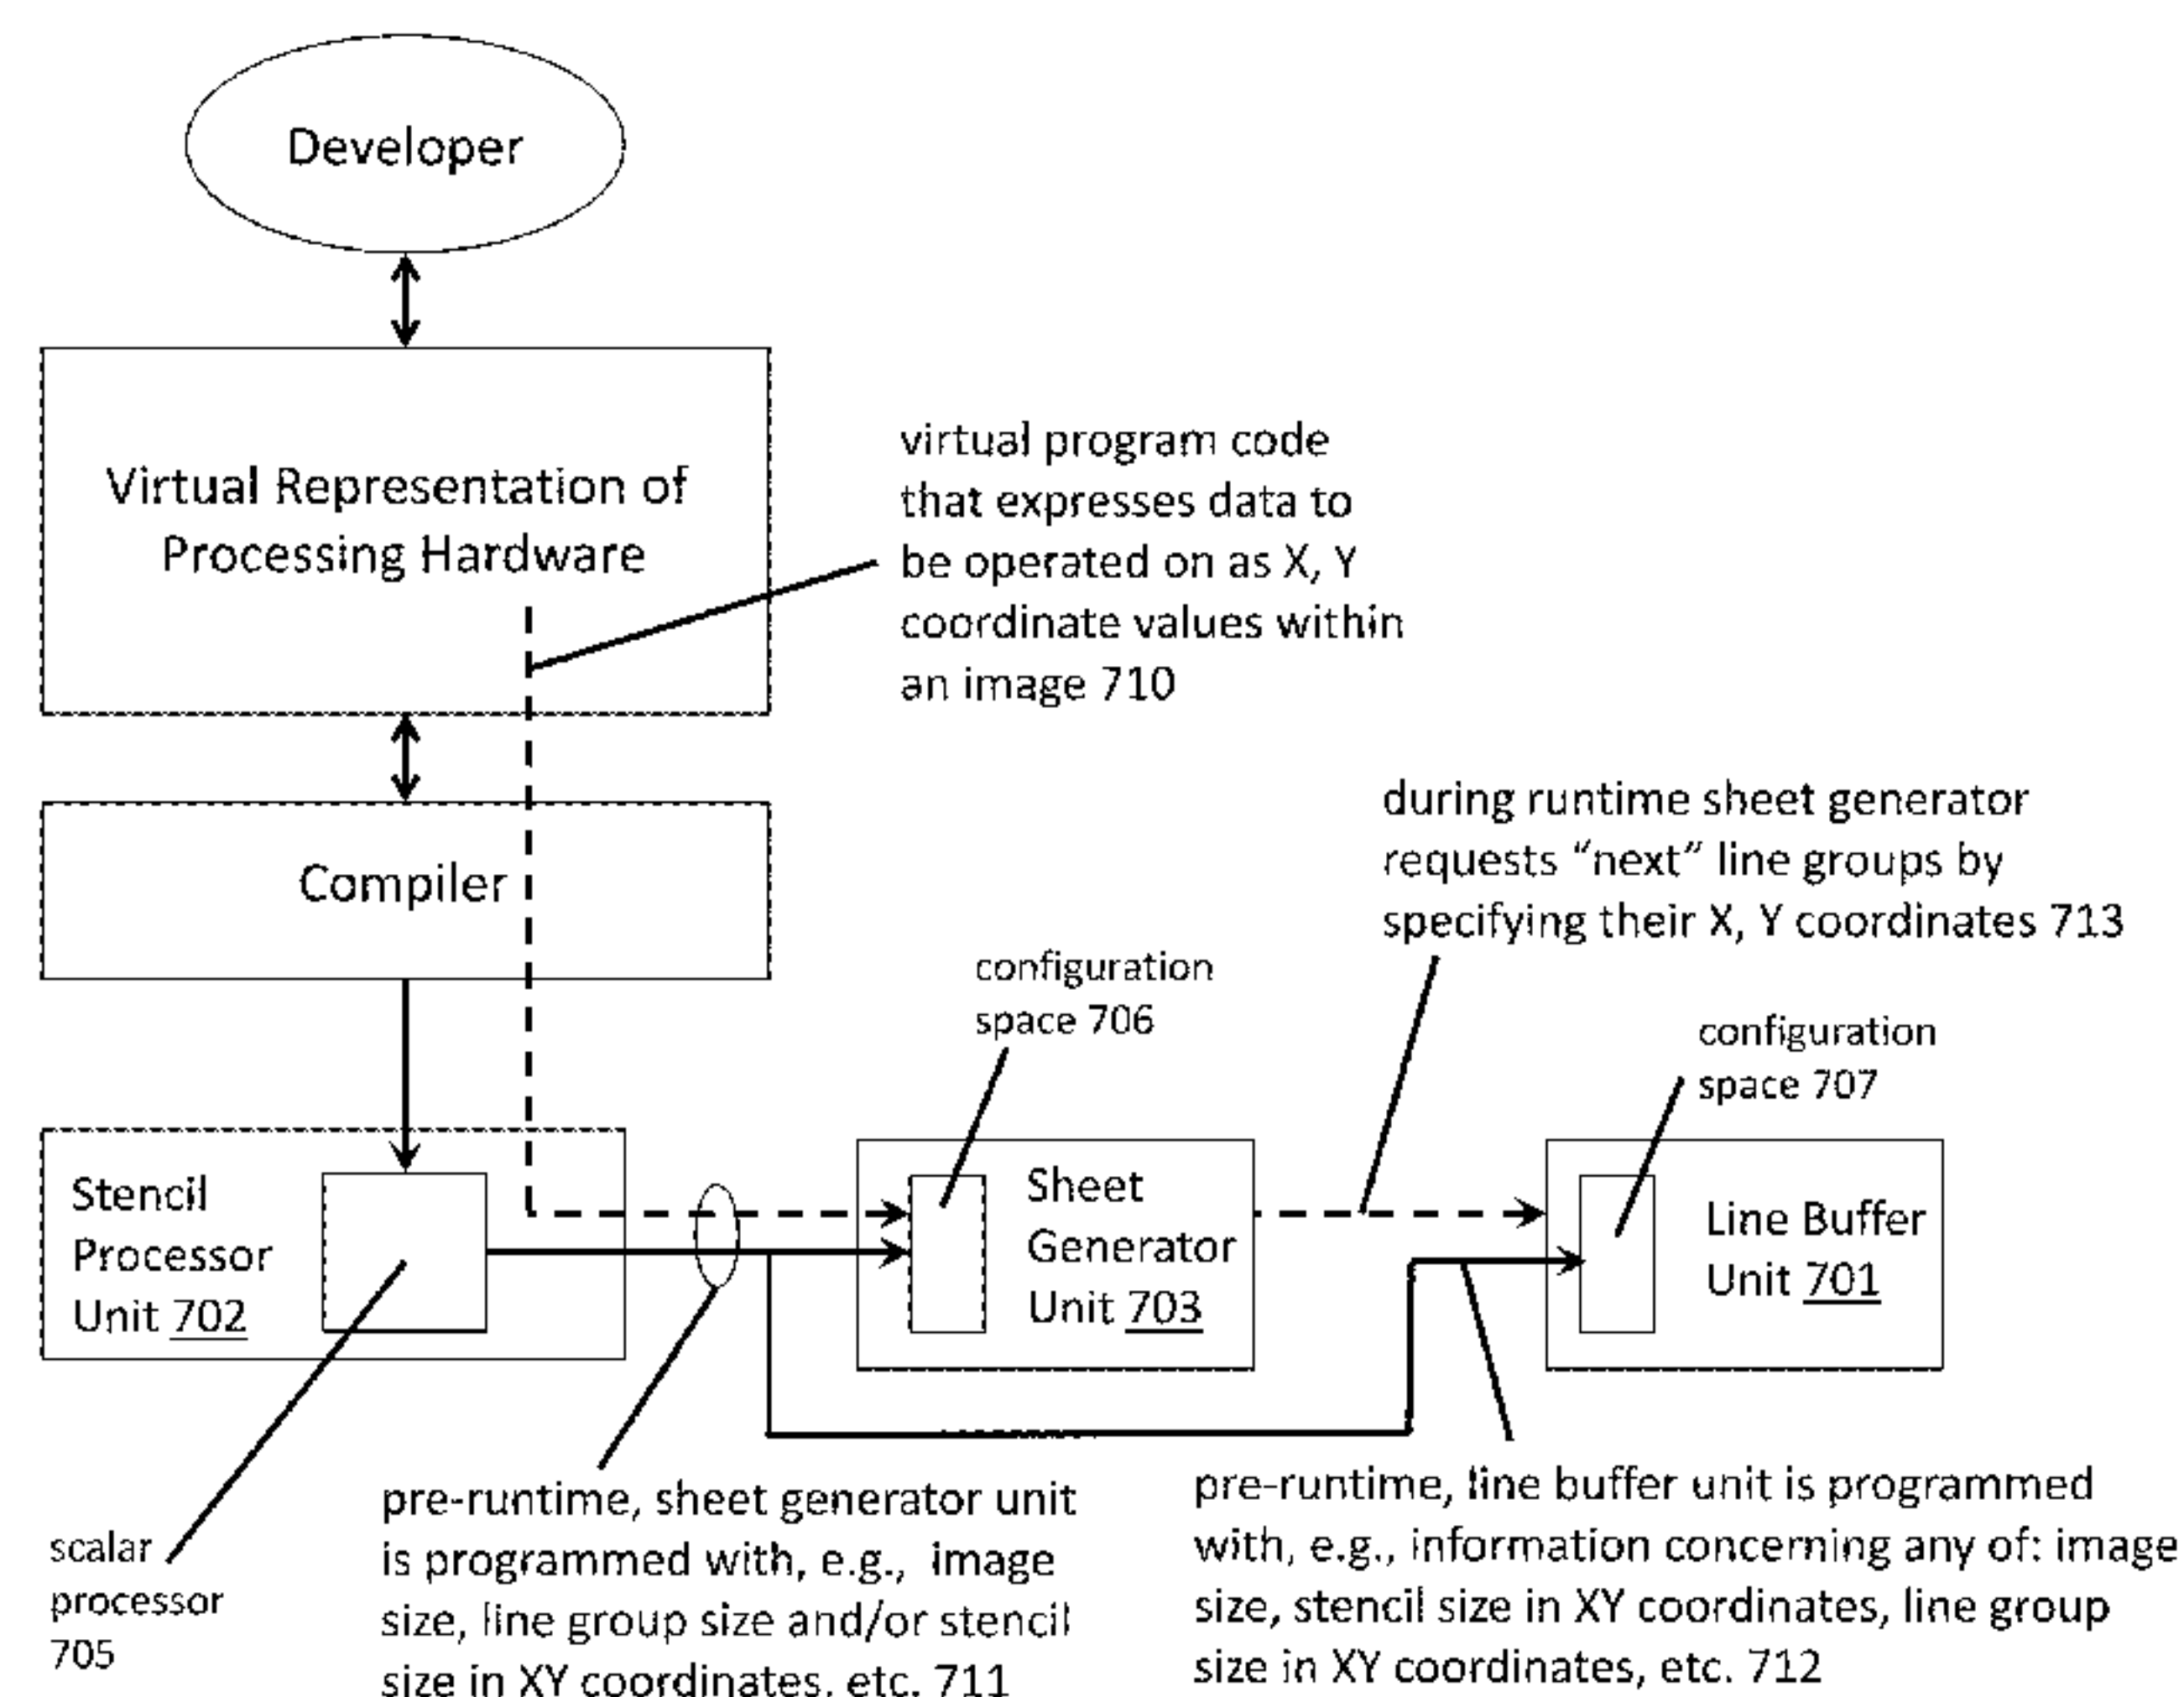 Developer
Virtual Representation of
Processing Hardware
virtual program code
that expresses data to
be operated on as X, Y
coordinate values within
an image 710
Compiler
during runtime sheet generator
requests “next” line groups by
specifying their X, Y coordinates 713
configuration
space 706
configuration
space 707
Stencil
Processor
Unit 702
Sheet
Generator
Unit 703
Line Buffer
Unit 701
scalar
processor
705
pre-runtime, sheet generator unit
is programmed with, e.g., image
size, line group size and/or stencil
size in XY coordinates, etc. 711
pre-runtime, line buffer unit is programmed
with, e.g., information concerning any of: image
size, stencil size in XY coordinates, line group
size in XY coordinates, etc. 712